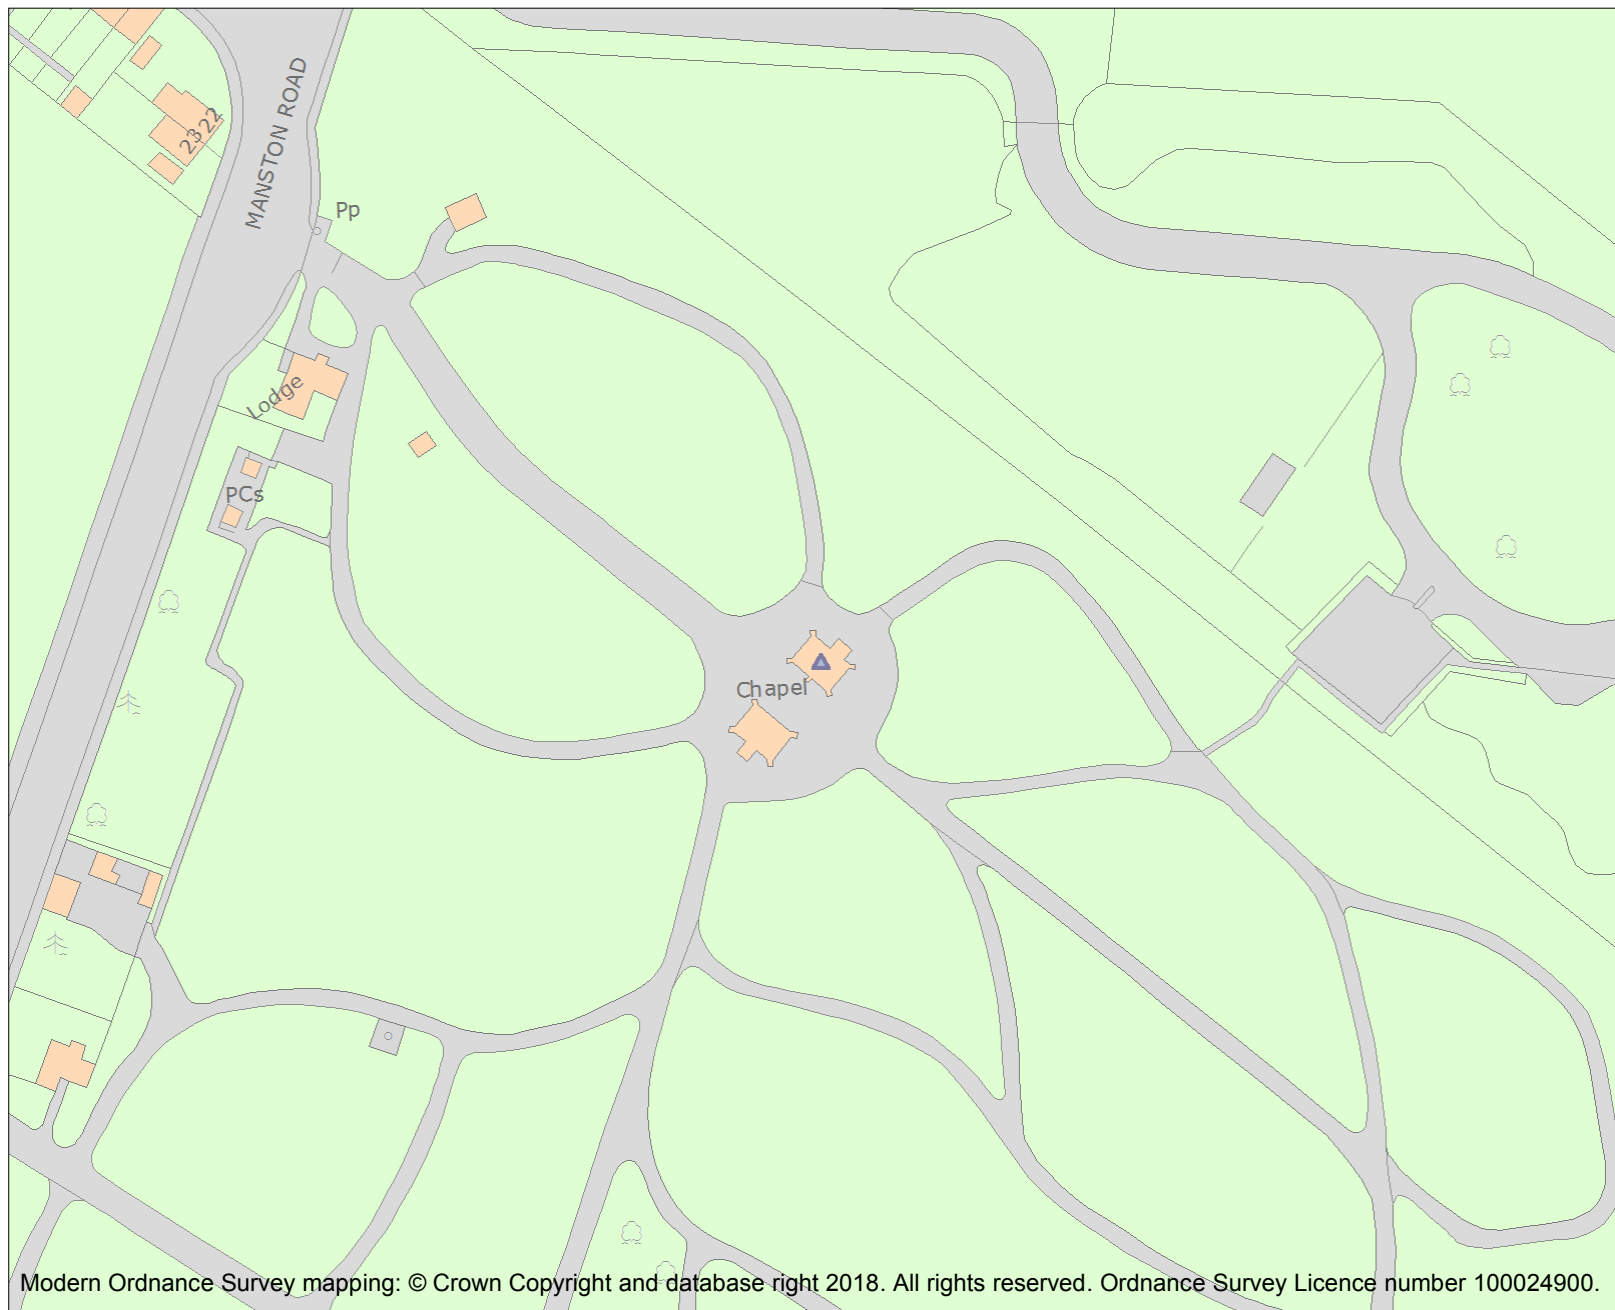 23 22
MANSTON ROAD
Pp
Lodge
PCs
Chapel
Modern Ordnance Survey mapping: © Crown Copyright and database right 2018. All rights reserved. Ordnance Survey Licence number 100024900.